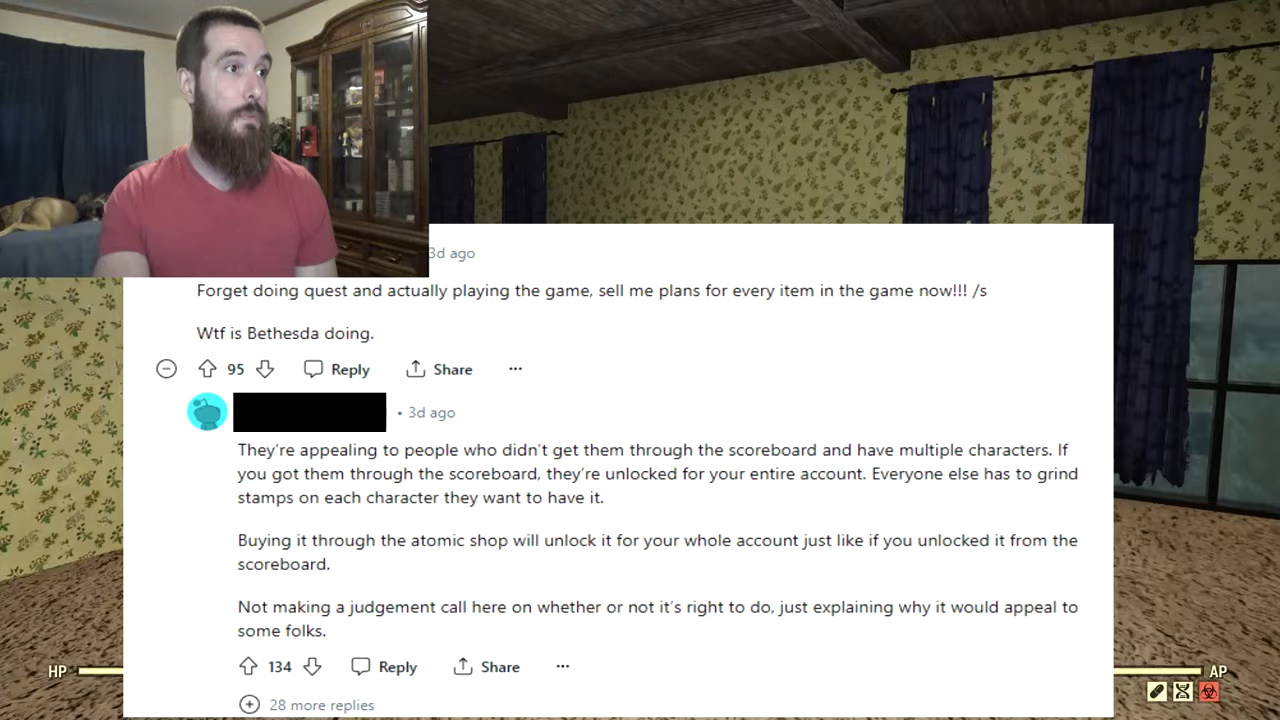 3d ago
Forget doing quest and actually playing the game, sell me plans for every item in the game now!!! /s
Wtf is Bethesda doing.
95 Reply Share ···
• 3d ago
They're appealing to people who didn't get them through the scoreboard and have multiple characters. If
you got them through the scoreboard, they're unlocked for your entire account. Everyone else has to grind
stamps on each character they want to have it.
Buying it through the atomic shop will unlock it for your whole account just like if you unlocked it from the
scoreboard.
Not making a judgement call here on whether or not it's right to do, just explaining why it would appeal to
some folks.
134 Reply Share ···
HP
AP
28 more replies